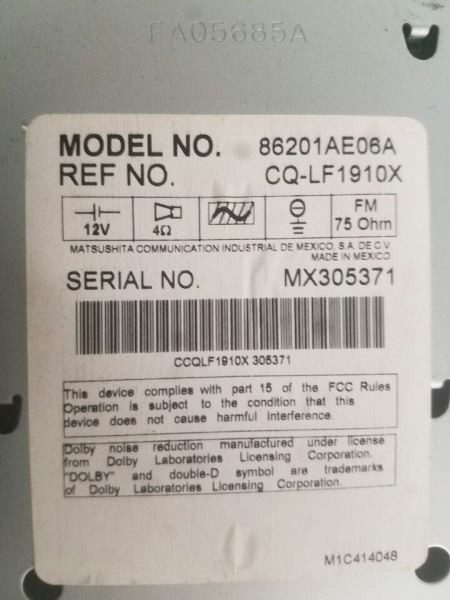 FA05685A
MODEL NO. 86201AE06A
REF NO. CQ-LF1910X
12V 4Ω FM 75 Ohm
MATSUSHITA COMMUNICATION INDUSTRIAL DE MEXICO. S.A. DE C.V.
MADE IN MEXICO
SERIAL NO. MX305371
CCQLF1910X 305371
This device complies with part 15 of the FCC Rules
Operation is subject to the condition that this
device does not cause harmful interference.
Dolby noise reduction manufactured under license
from Dolby Laboratories Licensing Corporation.
"DOLBY" and double-D symbol are trademarks
of Dolby Laboratories Licensing Corporation.
M1C414048